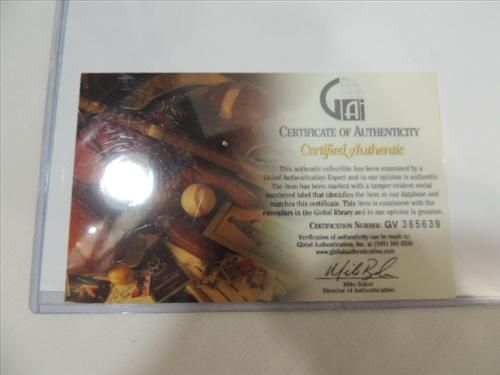 GAi
CERTIFICATE OF AUTHENTICITY
Certified Authentic
This authentic collectible has been examined by a
Global Authentication Expert and in our opinion is authentic.
The item has been marked with a tamper evident serial
numbered label that identifies the item in our database and
matches this certificate. This item is consistent with the
exemplars in the Global library and in our opinion is genuine.
CERTIFICATION NUMBER: GV 365639
Verification of authenticity can be made to:
Global Authentication, Inc. at
www.globalauthentication.com
Mike Baker
Mike Baker
Director of Authentication